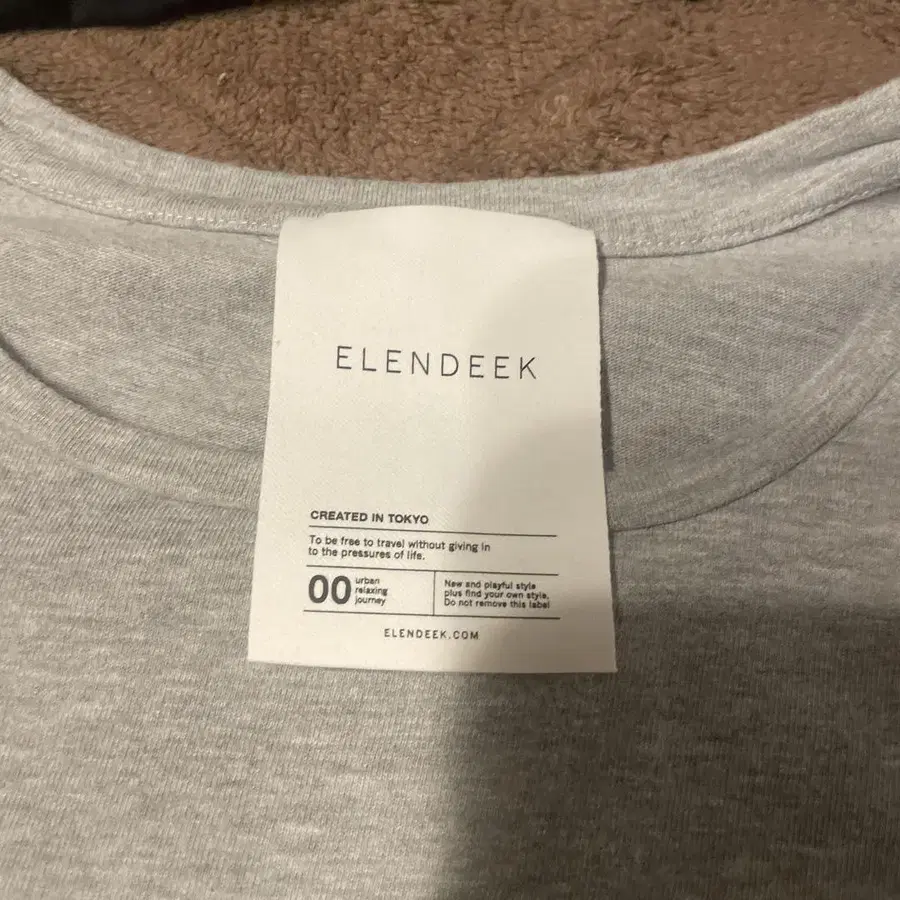 ELENDEEK
CREATED IN TOKYO
To be free to travel without giving in
to the pressures of life.
00
urban
relaxing
journey
New and playful style
plus find your own style.
Do not remove this label
ELENDEEK.COM